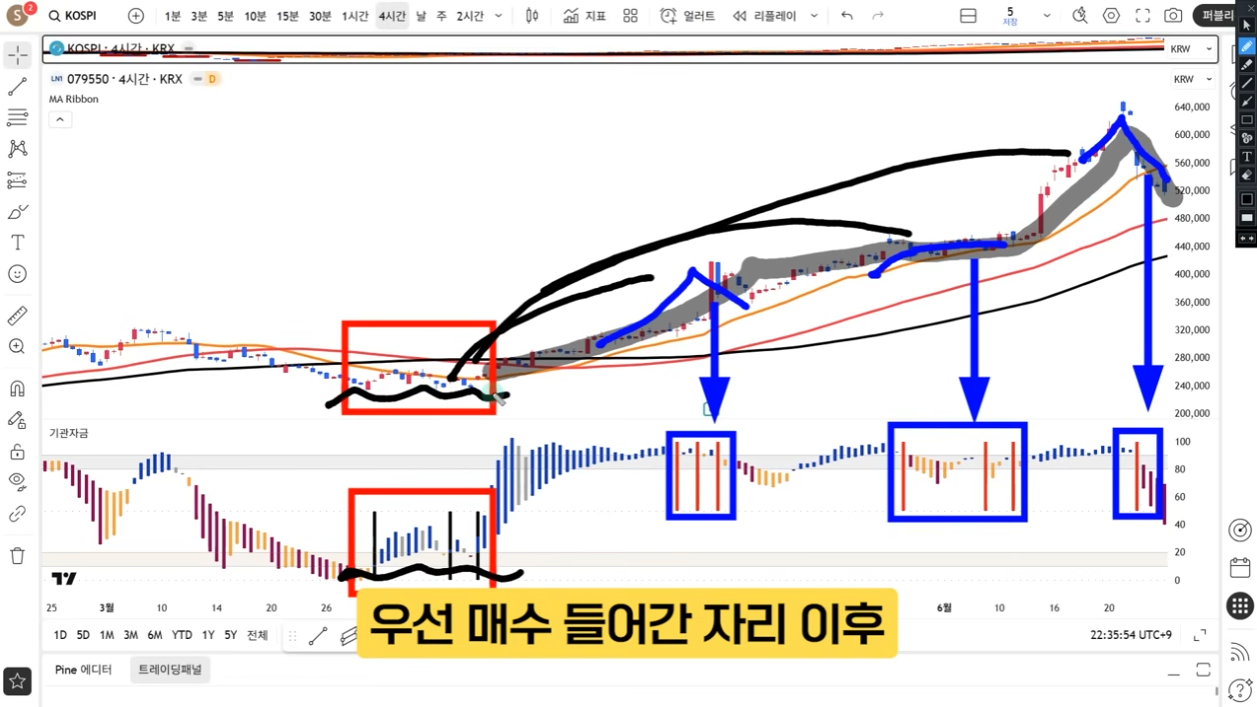 S 2 KOSPI 1분 3분 5분 10분 15분 30분 1시간 4시간 날 주 2시간 지표 얼러트 리플레이 5 저장 퍼블리
KOSPI · 4시간 · KRX KRW
LN1 079550 · 4시간 · KRX D KRW
MA Ribbon
640,000
600,000
560,000
520,000
480,000
440,000
400,000
360,000
320,000
280,000
240,000
200,000
기관자금
100
80
60
40
20
0
25 3월 10 14 20 26 6월 10 16 20
우선 매수 들어간 자리 이후
1D 5D 1M 3M 6M YTD 1Y 5Y 전체 22:35:54 UTC+9
Pine 에디터 트레이딩패널